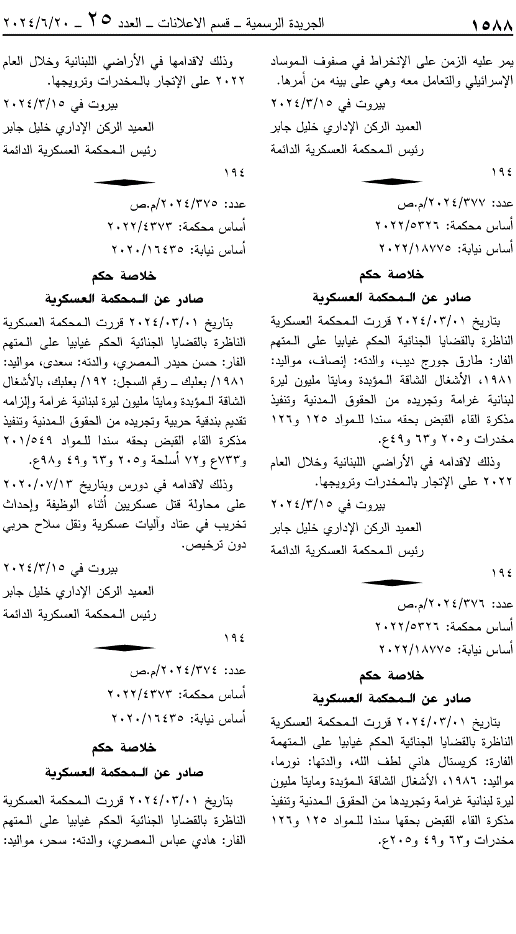 ١٥٨٨
الجريدة الرسمية – قسم الاعلانات – العدد ٢٥ – ٢٠٢٤/٦/٢٠
يمر عليه الزمن على الإنخراط في صفوف الموساد
الإسرائيلي والتعامل معه وهي على بينه من أمرها.
بيروت في ٢٠٢٤/٣/١٥
العميد الركن الإداري خليل جابر
رئيس المحكمة العسكرية الدائمة
١٩٤
عدد: ٢٠٢٤/٣٧٧/م.ص
أساس محكمة: ٢٠٢٢/٥٣٢٦
أساس نيابة: ٢٠٢٢/١٨٧٧٥
خلاصة حكم
صادر عن المحكمة العسكرية
بتاريخ ٢٠٢٤/٠٣/٠١ قررت المحكمة العسكرية
الناظرة بالقضايا الجنائية الحكم غيابيا على المتهم
الفار: طارق جورج ديب، والدته: إنصاف، مواليد:
١٩٨١، الأشغال الشاقة المؤبدة ومايتا مليون ليرة
لبنانية غرامة وتجريده من الحقوق المدنية وتنفيذ
مذكرة القاء القبض بحقه سندا للمواد ١٢٥ و١٢٦
مخدرات و٢٠٥ و٦٣ و٤٩ع.
وذلك لاقدامه في الأراضي اللبنانية وخلال العام
٢٠٢٢ على الإتجار بالمخدرات وترويجها.
بيروت في ٢٠٢٤/٣/١٥
العميد الركن الإداري خليل جابر
رئيس المحكمة العسكرية الدائمة
١٩٤
عدد: ٢٠٢٤/٣٧٦/م.ص
أساس محكمة: ٢٠٢٢/٥٣٢٦
أساس نيابة: ٢٠٢٢/١٨٧٧٥
خلاصة حكم
صادر عن المحكمة العسكرية
بتاريخ ٢٠٢٤/٠٣/٠١ قررت المحكمة العسكرية
الناظرة بالقضايا الجنائية الحكم غيابيا على المتهمة
الفارة: كريستال هاني لطف الله، والدتها: نورما،
مواليد: ١٩٨٦، الأشغال الشاقة المؤبدة ومايتا مليون
ليرة لبنانية غرامة وتجريدها من الحقوق المدنية وتنفيذ
مذكرة القاء القبض بحقها سندا للمواد ١٢٥ و١٢٦
مخدرات و٦٣ و٤٩ و٢٠٥ع.
وذلك لاقدامها في الأراضي اللبنانية وخلال العام
٢٠٢٢ على الإتجار بالمخدرات وترويجها.
بيروت في ٢٠٢٤/٣/١٥
العميد الركن الإداري خليل جابر
رئيس المحكمة العسكرية الدائمة
١٩٤
عدد: ٢٠٢٤/٣٧٥/م.ص
أساس محكمة: ٢٠٢٢/٤٣٧٣
أساس نيابة: ٢٠٢٠/١٦٤٣٥
خلاصة حكم
صادر عن المحكمة العسكرية
بتاريخ ٢٠٢٤/٠٣/٠١ قررت المحكمة العسكرية
الناظرة بالقضايا الجنائية الحكم غيابيا على المتهم
الفار: حسن حيدر المصري، والدته: سعدى، مواليد:
١٩٨١/ بعلبك – رقم السجل: ١٩٢/ بعلبك، بالأشغال
الشاقة المؤبدة ومايتا مليون ليرة لبنانية غرامة وإلزامه
تقديم بندقية حربية وتجريده من الحقوق المدنية وتنفيذ
مذكرة القاء القبض بحقه سندا للمواد ٢٠١/٥٤٩
و٧٣٣ع و٧٢ أسلحة و٢٠٥ و٦٣ و٤٩ و٩٨ع.
وذلك لاقدامه في دورس وبتاريخ ٢٠٢٠/٠٧/١٣
على محاولة قتل عسكريين أثناء الوظيفة وإحداث
تخريب في عتاد وآليات عسكرية ونقل سلاح حربي
دون ترخيص.
بيروت في ٢٠٢٤/٣/١٥
العميد الركن الإداري خليل جابر
رئيس المحكمة العسكرية الدائمة
١٩٤
عدد: ٢٠٢٤/٣٧٤/م.ص
أساس محكمة: ٢٠٢٢/٤٣٧٣
أساس نيابة: ٢٠٢٠/١٦٤٣٥
خلاصة حكم
صادر عن المحكمة العسكرية
بتاريخ ٢٠٢٤/٠٣/٠١ قررت المحكمة العسكرية
الناظرة بالقضايا الجنائية الحكم غيابيا على المتهم
الفار: هادي عباس المصري، والدته: سحر، مواليد: